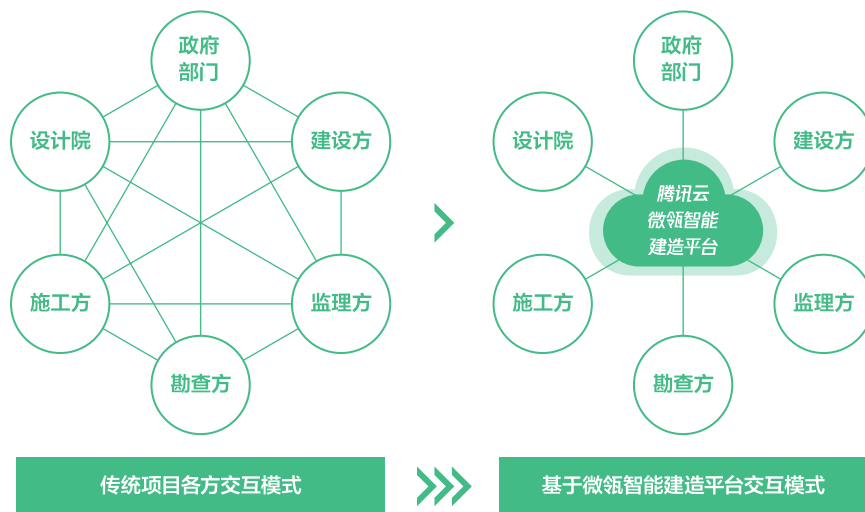 政府
部门
设计院
建设方
施工方
监理方
勘查方
传统项目各方交互模式
政府
部门
设计院
建设方
腾讯云
微瓴智能
建造平台
施工方
监理方
勘查方
基于微瓴智能建造平台交互模式